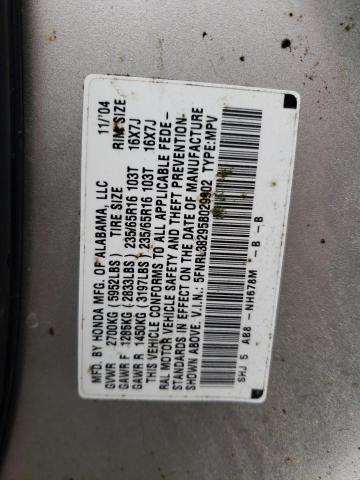 MFD. BY HONDA MFG. OF ALABAMA, LLC 11/'04
GVWR 2700KG (5952LBS) TIRE SIZE RIM SIZE
GAWR F 1285KG (2833LBS) 235/65R16 103T 16X7J
GAWR R 1450KG (3197LBS) 235/65R16 103T 16X7J
THIS VEHICLE CONFORMS TO ALL APPLICABLE FEDE-
RAL MOTOR VEHICLE SAFETY AND THEFT PREVENTION
STANDARDS IN EFFECT ON THE DATE OF MANUFACTURE
SHOWN ABOVE. V.I.N.: 5FNRL38295B029802 TYPE:MPV
SHJ 5 AB8 - NH678M - B - B